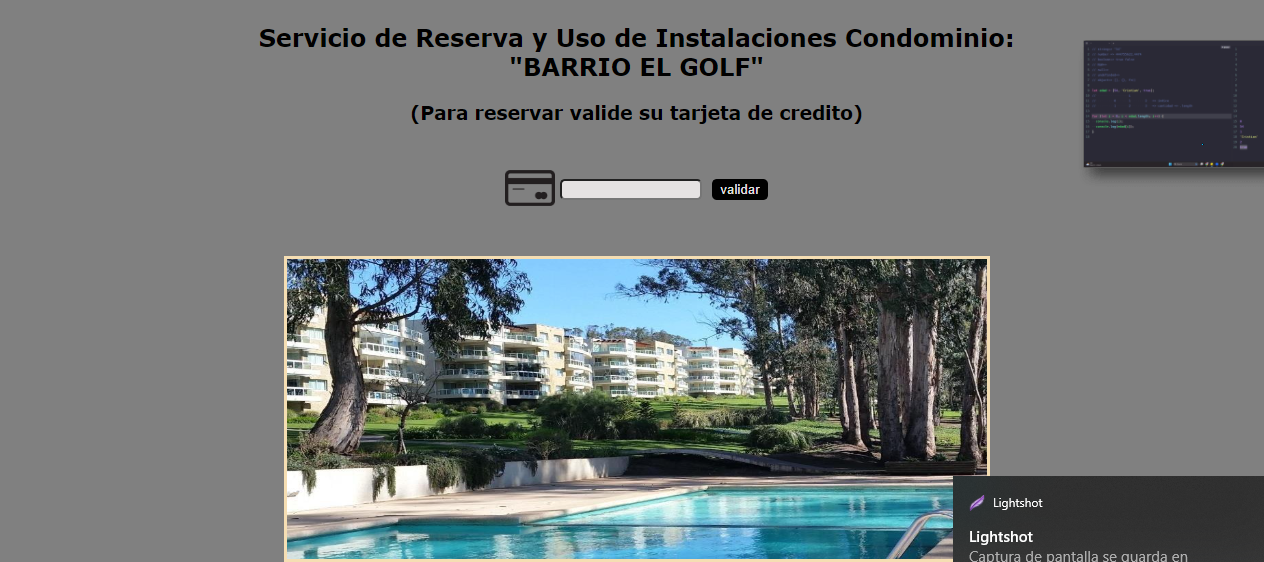 Servicio de Reserva y Uso de Instalaciones Condominio:
"BARRIO EL GOLF"
(Para reservar valide su tarjeta de credito)
validar
Lightshot
Lightshot
Captura de pantalla se guarda en